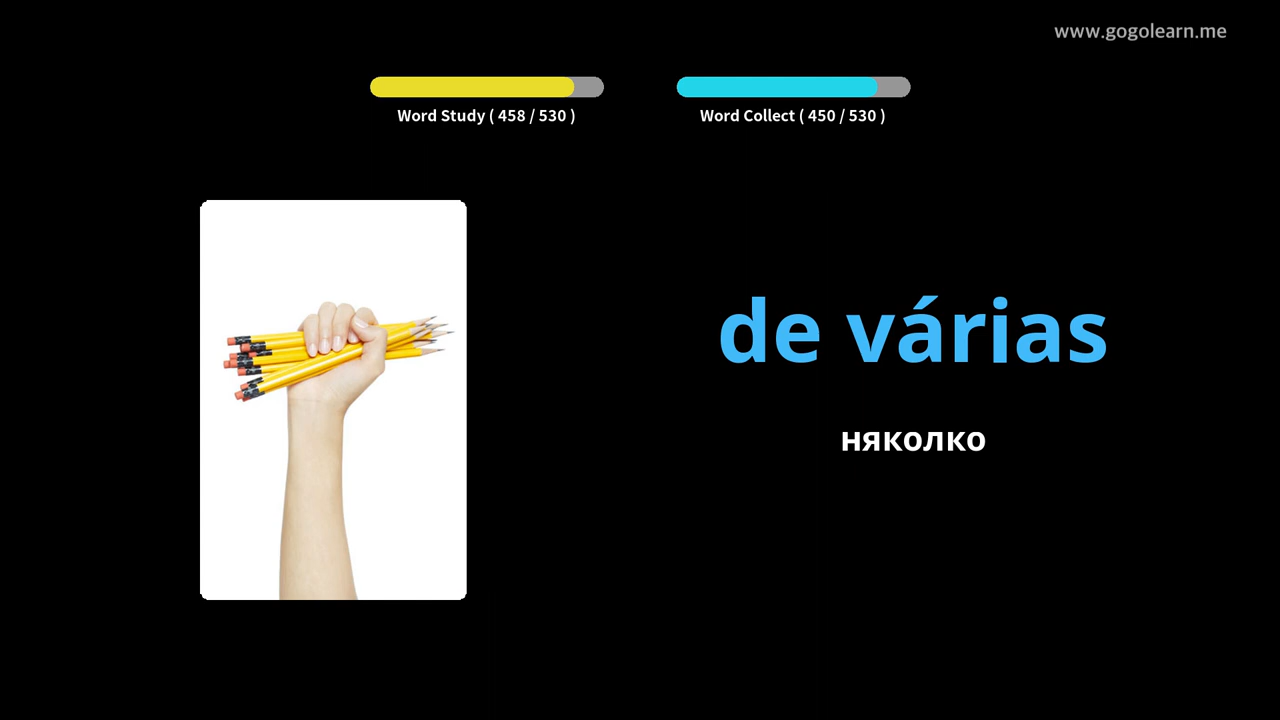 www.gogolearn.me
Word Study ( 458 / 530 )
Word Collect ( 450 / 530 )
de várias
няколко